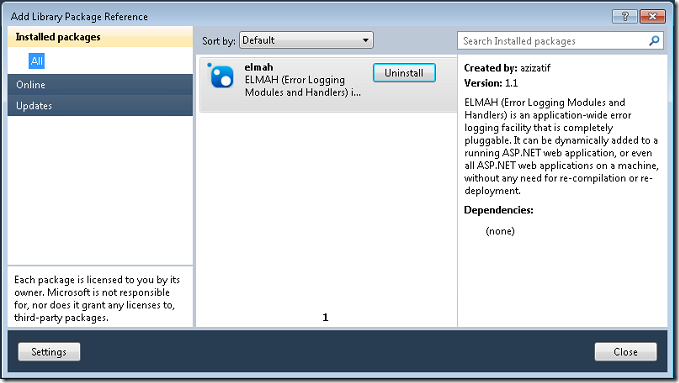 Add Library Package Reference
Installed packages
All
Online
Updates
Each package is licensed to you by its
owner. Microsoft is not responsible
for, nor does it grant any licenses to,
third-party packages.
Sort by: Default
elmah
ELMAH (Error Logging
Modules and Handlers) i...
Uninstall
1
Search Installed packages
Created by: azizatif
Version: 1.1
ELMAH (Error Logging Modules and
Handlers) is an application-wide error
logging facility that is completely
pluggable. It can be dynamically added to a
running ASP.NET web application, or even
all ASP.NET web applications on a machine,
without any need for re-compilation or re-
deployment.
Dependencies:
(none)
Settings
Close